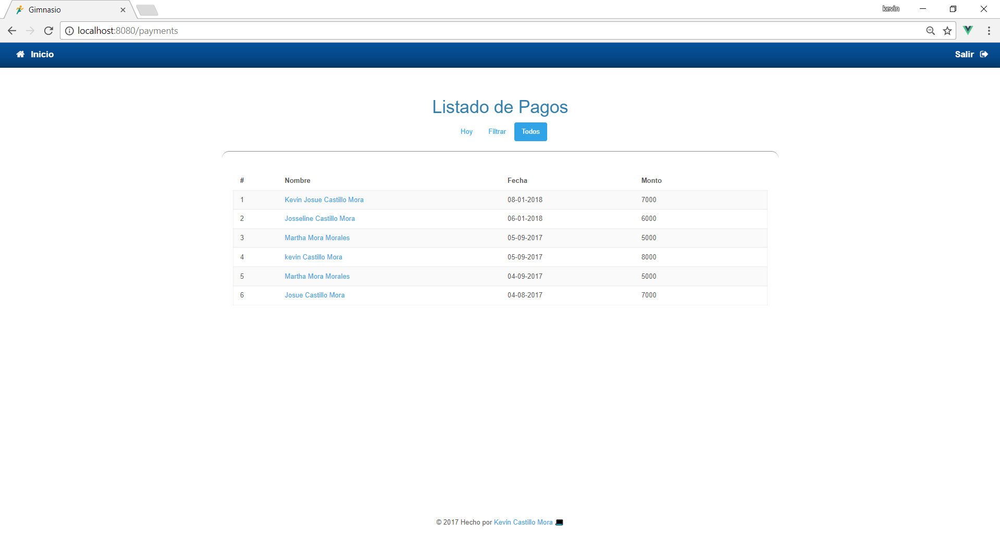 Gimnasio
kevin
localhost:8080/payments
Inicio
Salir
Listado de Pagos
Hoy Filtrar Todos
# Nombre Fecha Monto
1 Kevin Josue Castillo Mora 08-01-2018 7000
2 Josseline Castillo Mora 06-01-2018 6000
3 Martha Mora Morales 05-09-2017 5000
4 kevin Castillo Mora 05-09-2017 8000
5 Martha Mora Morales 04-09-2017 5000
6 Josue Castillo Mora 04-08-2017 7000
© 2017 Hecho por Kevin Castillo Mora